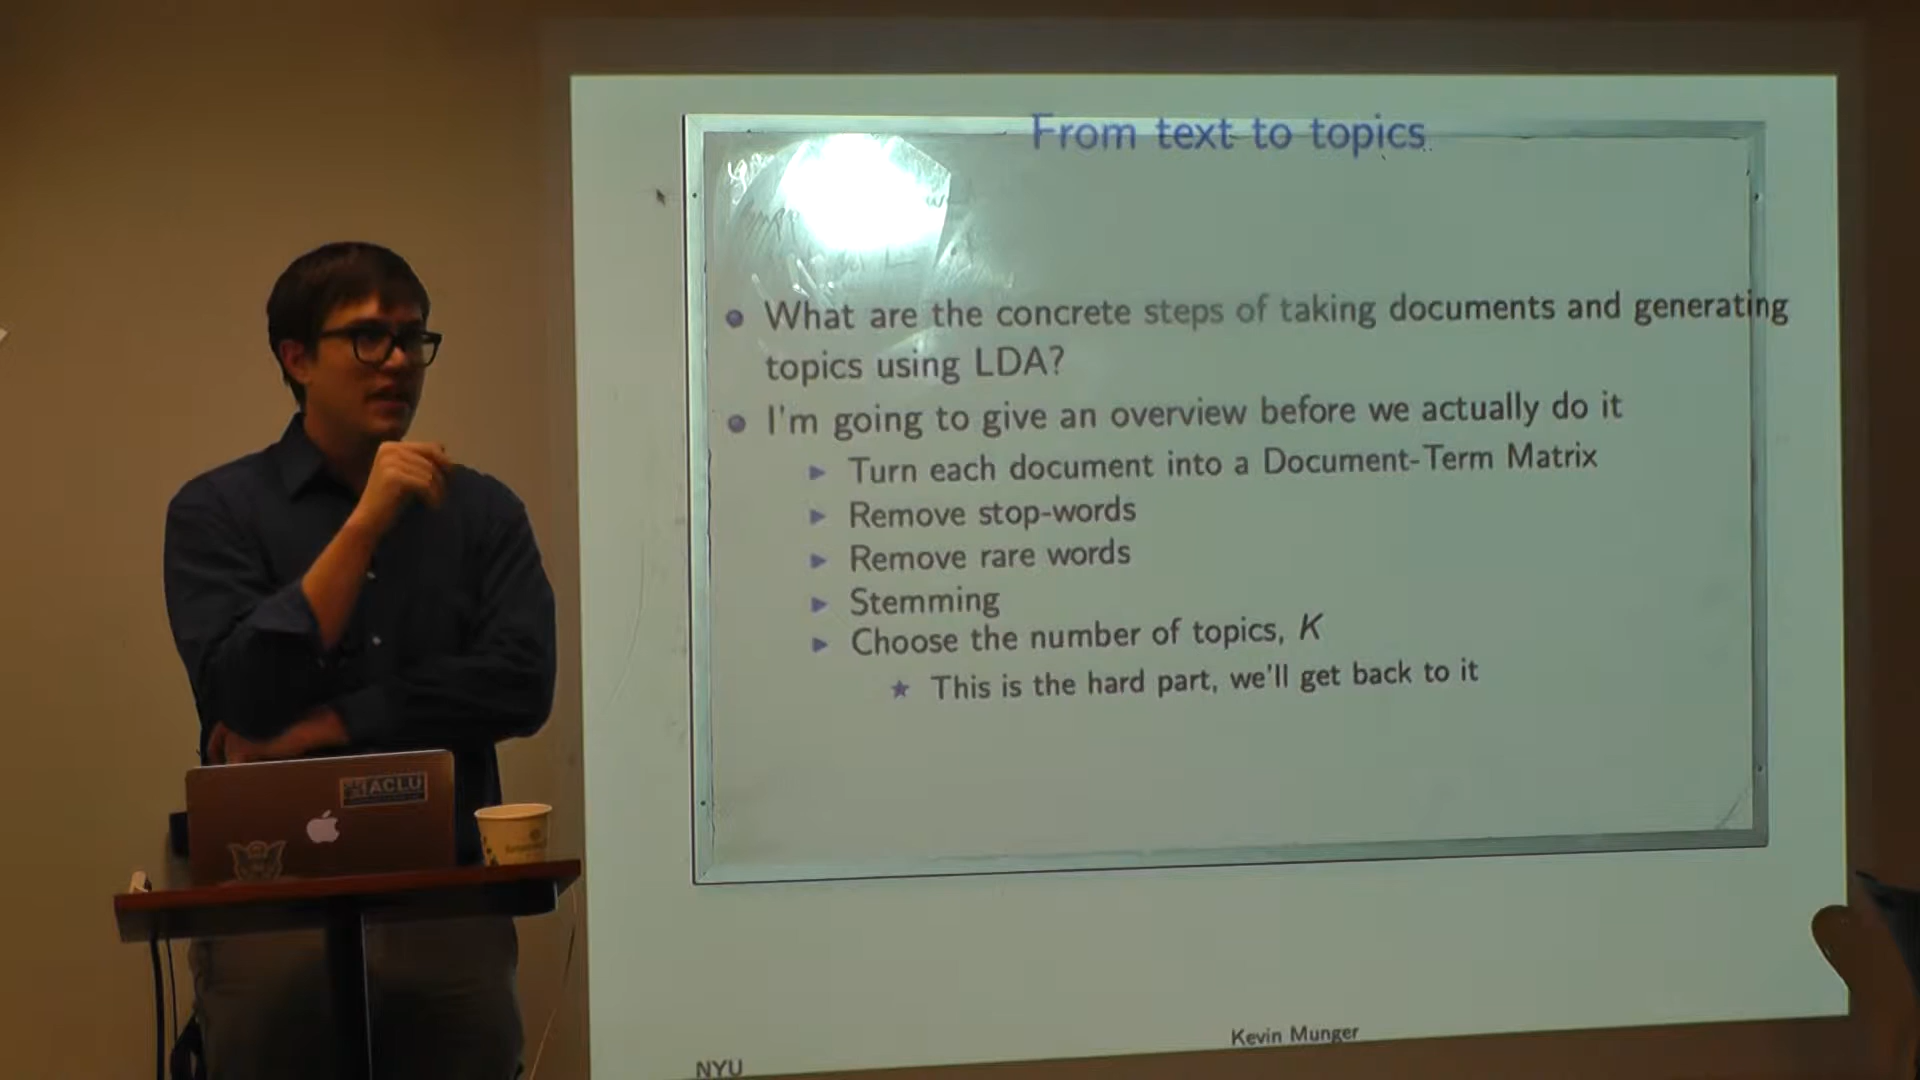 From text to topics
What are the concrete steps of taking documents and generating
topics using LDA?
I'm going to give an overview before we actually do it
Turn each document into a Document-Term Matrix
Remove stop-words
Remove rare words
Stemming
Choose the number of topics, K
This is the hard part, we'll get back to it
ACLU
Kevin Munger
NYU